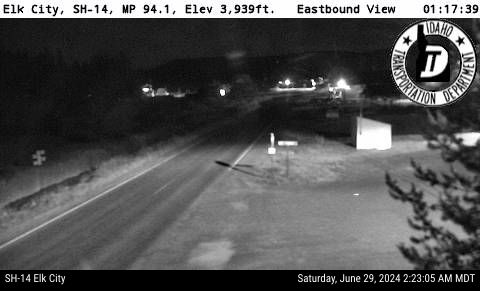 Elk City, SH-14, MP 94.1, Elev 3,939ft. Eastbound View 01:17:39
IDAHO
TRANSPORTATION DEPARTMENT
SH-14 Elk City Saturday, June 29, 2024 2:23:05 AM MDT